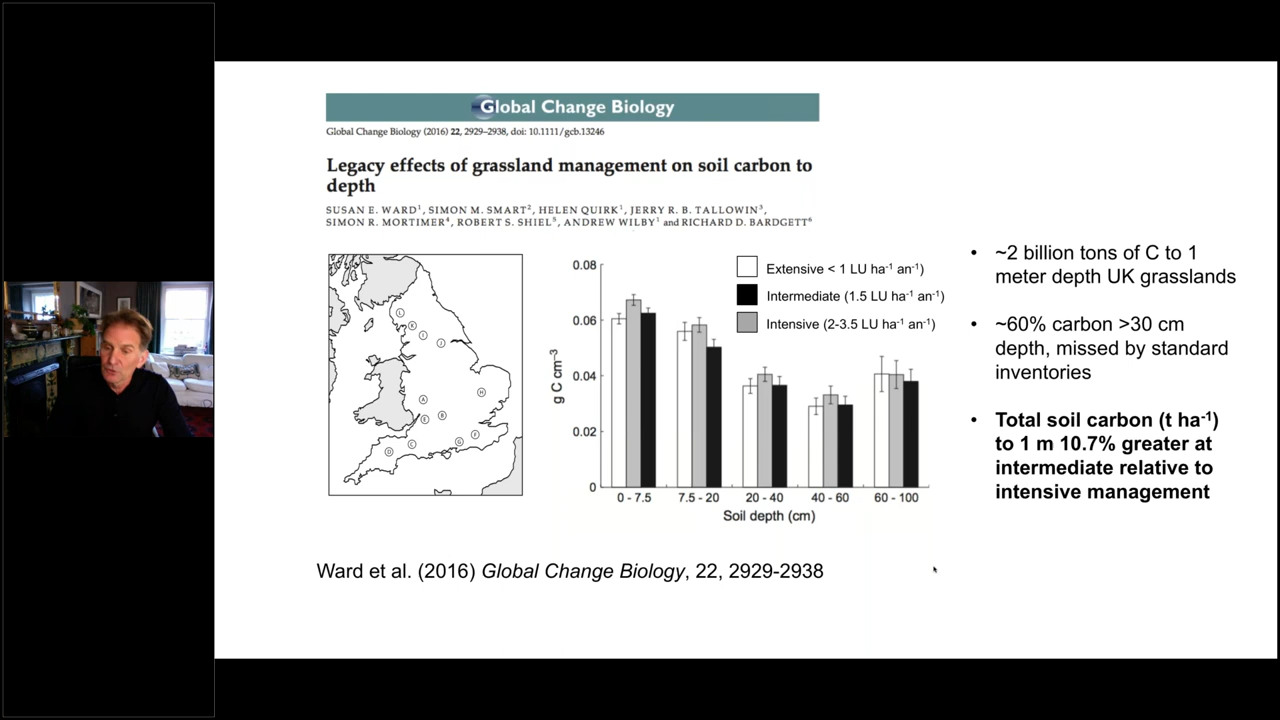 Global Change Biology
Global Change Biology (2016) 22, 2929–2938, doi: 10.1111/gcb.13246
Legacy effects of grassland management on soil carbon to
depth
SUSAN E. WARD¹, SIMON M. SMART², HELEN QUIRK¹, JERRY R. B. TALLOWIN³,
SIMON R. MORTIMER⁴, ROBERT S. SHIEL⁵, ANDREW WILBY¹ and RICHARD D. BARDGETT⁶
L
K
J
H
A
E
B
C
G
F
D
0.08
0.06
0.04
0.02
0
g C cm⁻³
Extensive < 1 LU ha⁻¹ an⁻¹)
Intermediate (1.5 LU ha⁻¹ an⁻¹)
Intensive (2-3.5 LU ha⁻¹ an⁻¹)
0 - 7.5 7.5 - 20 20 - 40 40 - 60 60 - 100
Soil depth (cm)
• ~2 billion tons of C to 1
meter depth UK grasslands
• ~60% carbon >30 cm
depth, missed by standard
inventories
• Total soil carbon (t ha⁻¹)
to 1 m 10.7% greater at
intermediate relative to
intensive management
Ward et al. (2016) Global Change Biology, 22, 2929-2938